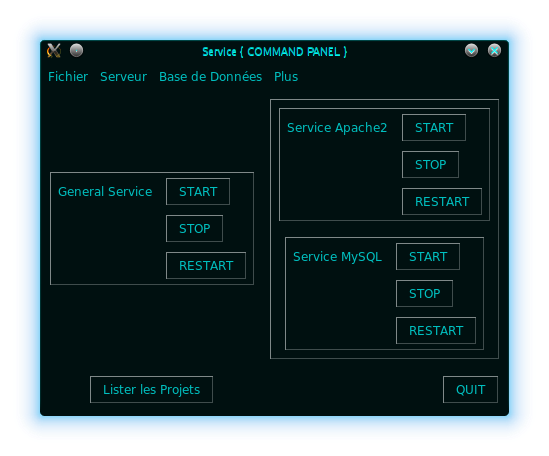 Service { COMMAND PANEL }
Fichier Serveur Base de Données Plus
General Service START
STOP
RESTART
Service Apache2 START
STOP
RESTART
Service MySQL START
STOP
RESTART
Lister les Projets QUIT